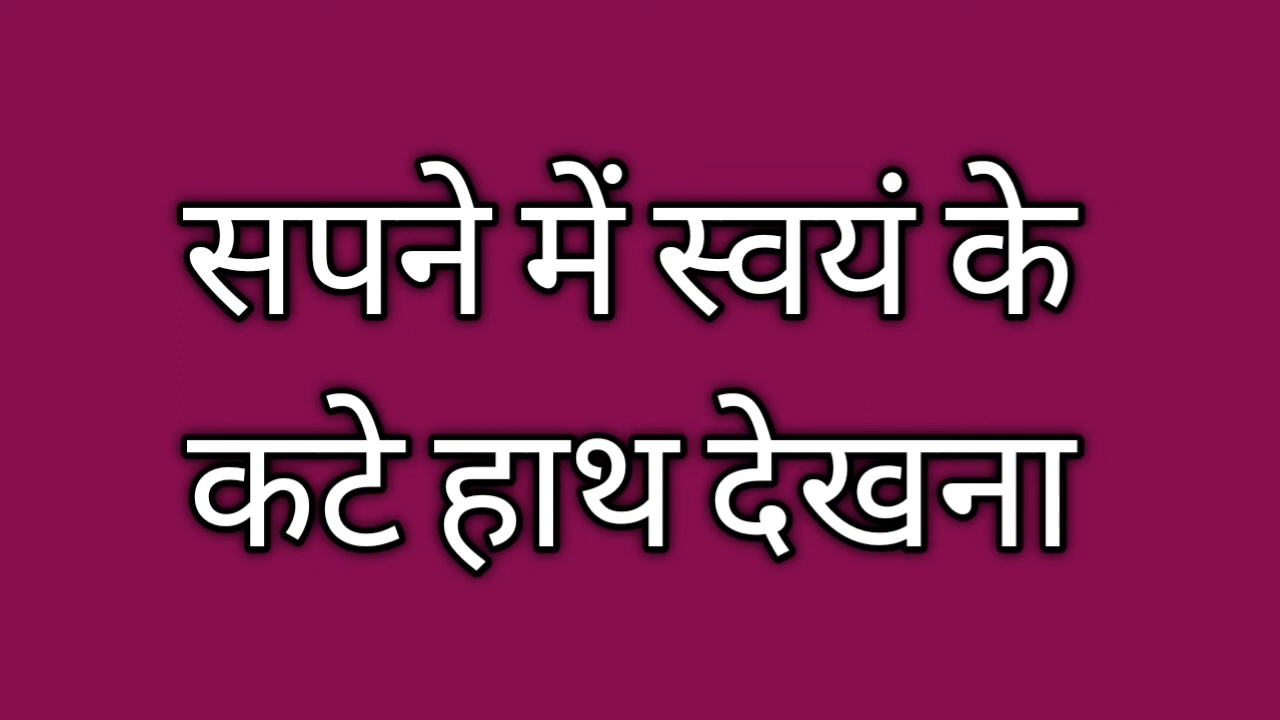 सपने में स्वयं के
कटे हाथ देखना